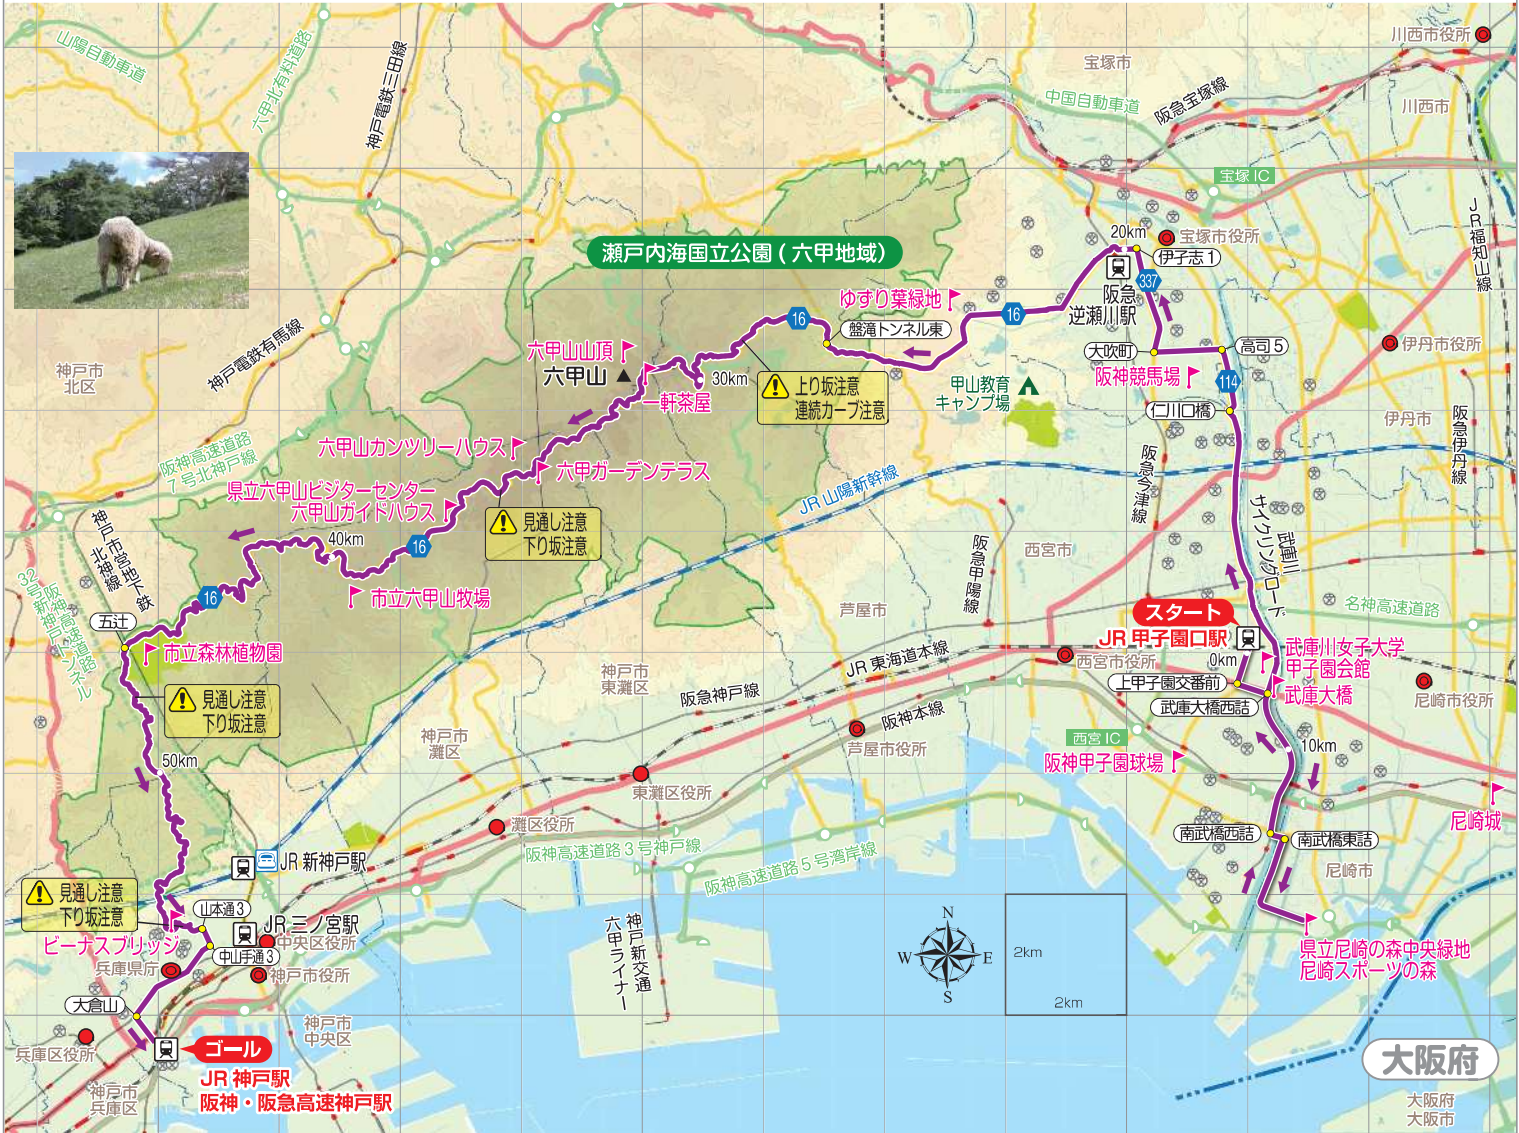 山陽自動車道
六甲北有料道路
神戸電鉄三田線
宝塚市
中国自動車道
阪急宝塚線
川西市役所
川西市
宝塚IC
JR福知山線
瀬戸内海国立公園(六甲地域)
20km
宝塚市役所
伊孑志1
337
阪急
逆瀬川駅
ゆずり葉緑地
16
16
盤滝トンネル東
大吹町
高司5
伊丹市役所
阪神競馬場
114
仁川口橋
伊丹市
阪急伊丹線
神戸市
北区
神戸電鉄有馬線
六甲山山頂
六甲山
一軒茶屋
30km
上り坂注意
連続カーブ注意
甲山教育
キャンプ場
阪急今津線
阪神高速道路
7号北神戸線
六甲山カンツリーハウス
六甲ガーデンテラス
県立六甲山ビジターセンター
六甲山ガイドハウス
見通し注意
下り坂注意
JR山陽新幹線
武庫川
サイクリングロード
西宮市
阪急甲陽線
神戸市営地下鉄
北神線
40km
16
16
市立六甲山牧場
阪神高速道路
32号新神戸トンネル
五辻
市立森林植物園
芦屋市
名神高速道路
スタート
JR甲子園口駅
0km
武庫川女子大学
甲子園会館
武庫大橋
上甲子園交番前
武庫大橋西詰
西宮市役所
尼崎市役所
JR東海道本線
神戸市
東灘区
阪急神戸線
阪神本線
芦屋市役所
見通し注意
下り坂注意
神戸市
灘区
西宮IC
阪神甲子園球場
10km
50km
東灘区役所
灘区役所
尼崎城
南武橋西詰
南武橋東詰
尼崎市
JR新神戸駅
阪神高速道路3号神戸線
阪神高速道路5号湾岸線
見通し注意
下り坂注意
山本通3
JR三ノ宮駅
中央区役所
ビーナスブリッジ
中山手通3
兵庫県庁
神戸市役所
神戸新交通
六甲ライナー
N
W
E
S
2km
2km
県立尼崎の森中央緑地
尼崎スポーツの森
大倉山
神戸市
中央区
兵庫区役所
ゴール
JR神戸駅
阪神・阪急高速神戸駅
神戸市
兵庫区
大阪府
大阪府
大阪市